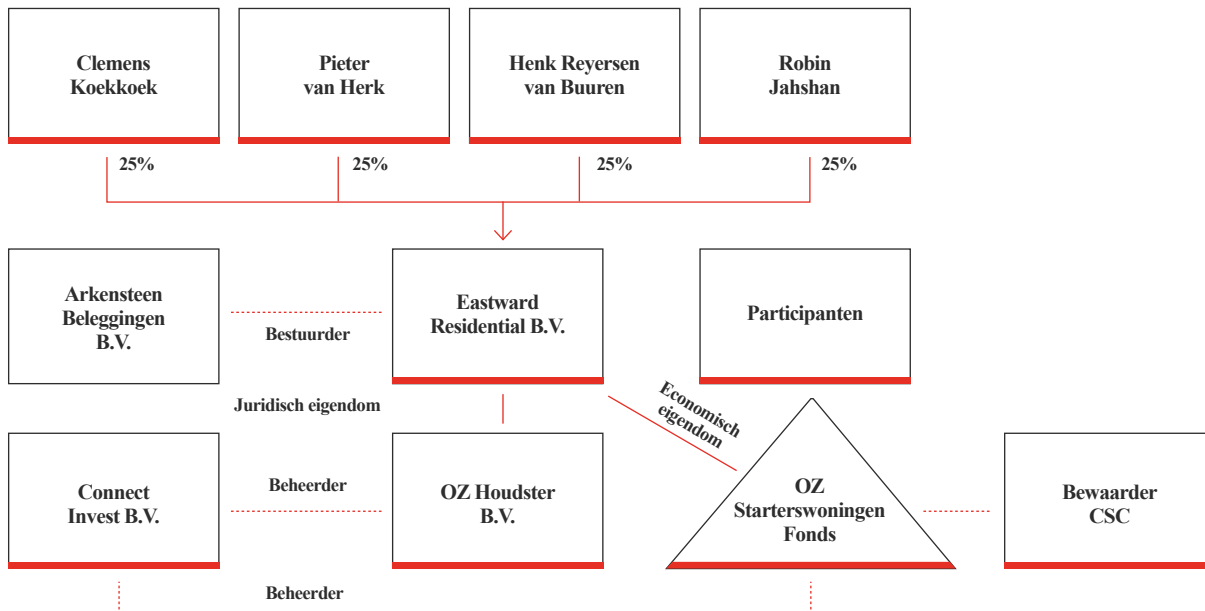 Clemens
Koekkoek
Pieter
van Herk
Henk Reyersen
van Buuren
Robin
Jahshan
25%
25%
25%
25%
Arkensteen
Beleggingen
B.V.
Bestuurder
Eastward
Residential B.V.
Participanten
Juridisch eigendom
Economisch
eigendom
Connect
Invest B.V.
Beheerder
OZ Houdster
B.V.
OZ
Starterswoningen
Fonds
Bewaarder
CSC
Beheerder